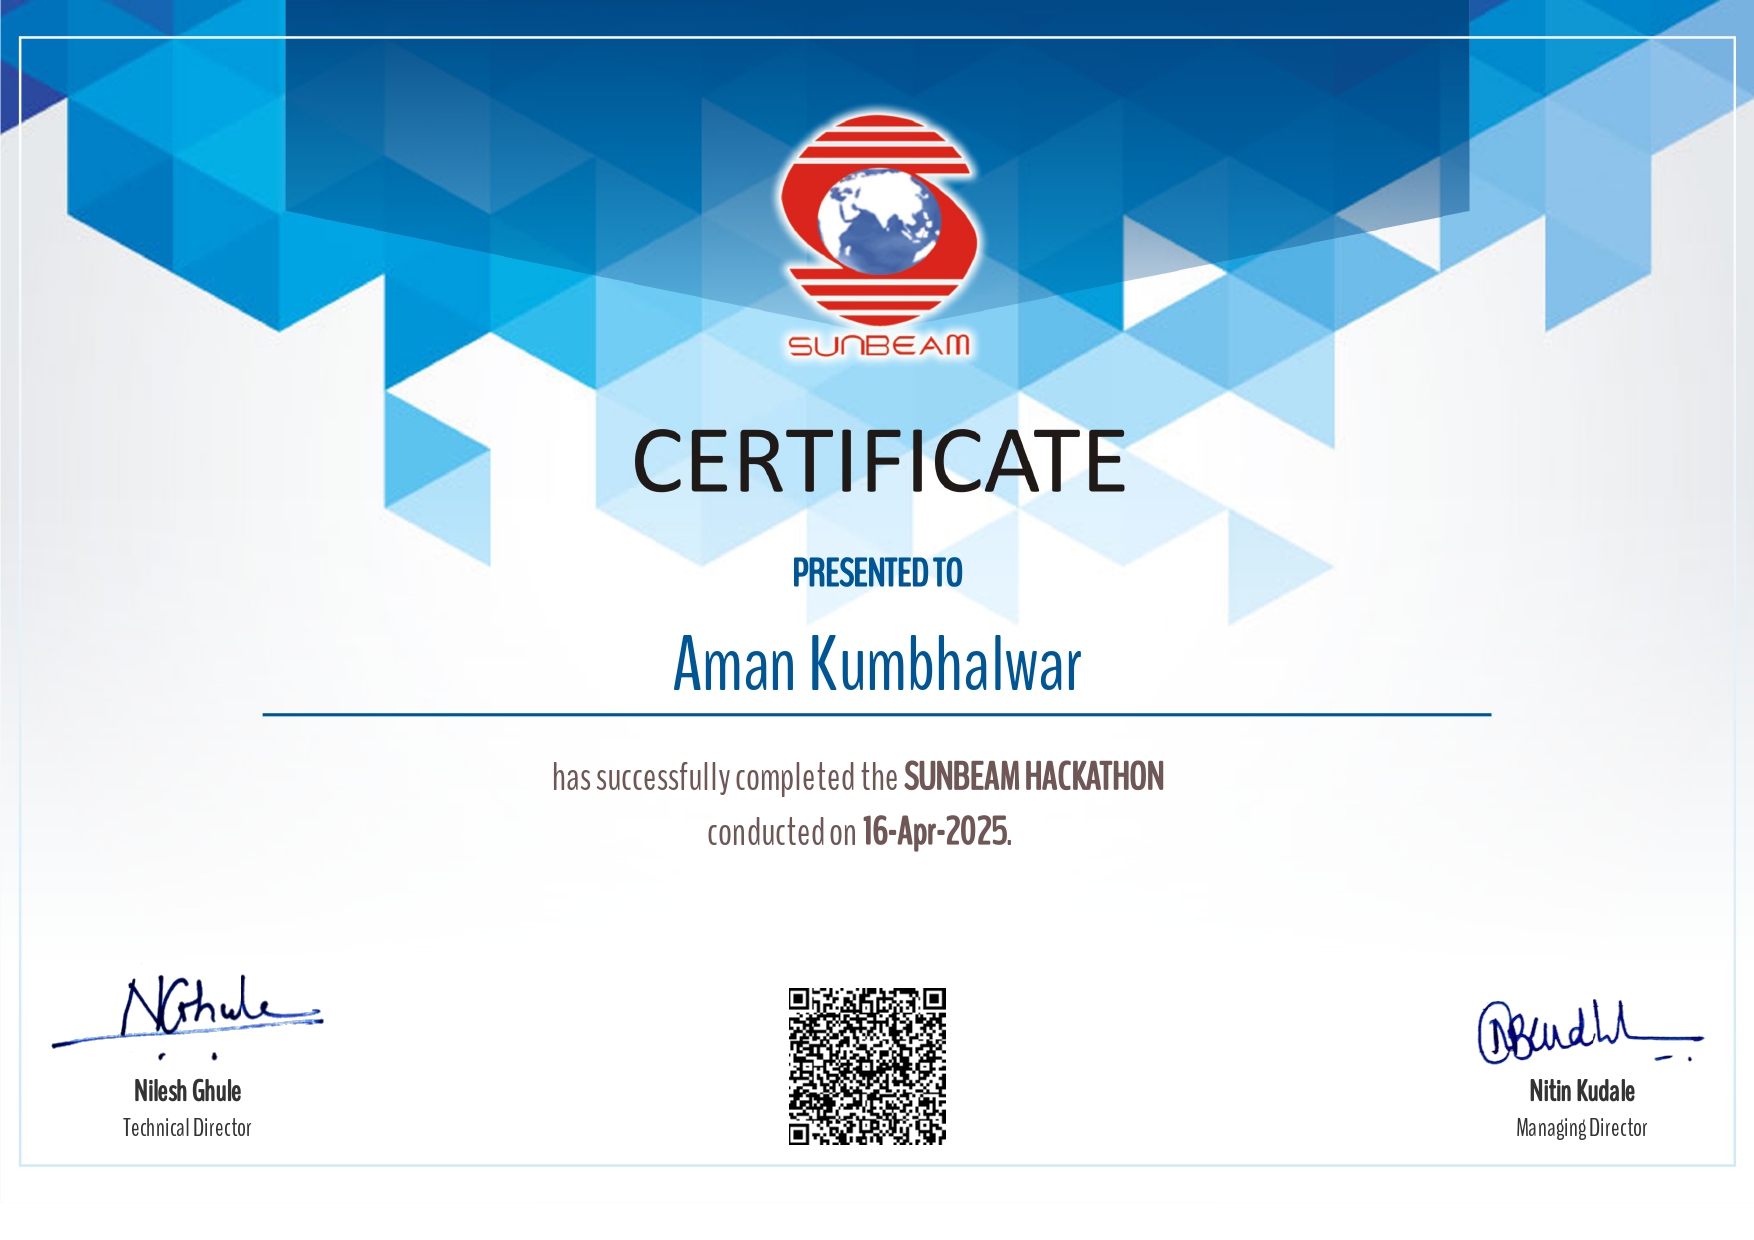 SUNBEAM
CERTIFICATE
PRESENTED TO
Aman Kumbhalwar
has successfully completed the SUNBEAM HACKATHON
conducted on 16-Apr-2025.
NGhule
Nilesh Ghule
Technical Director
Nitin Kudale
Managing Director